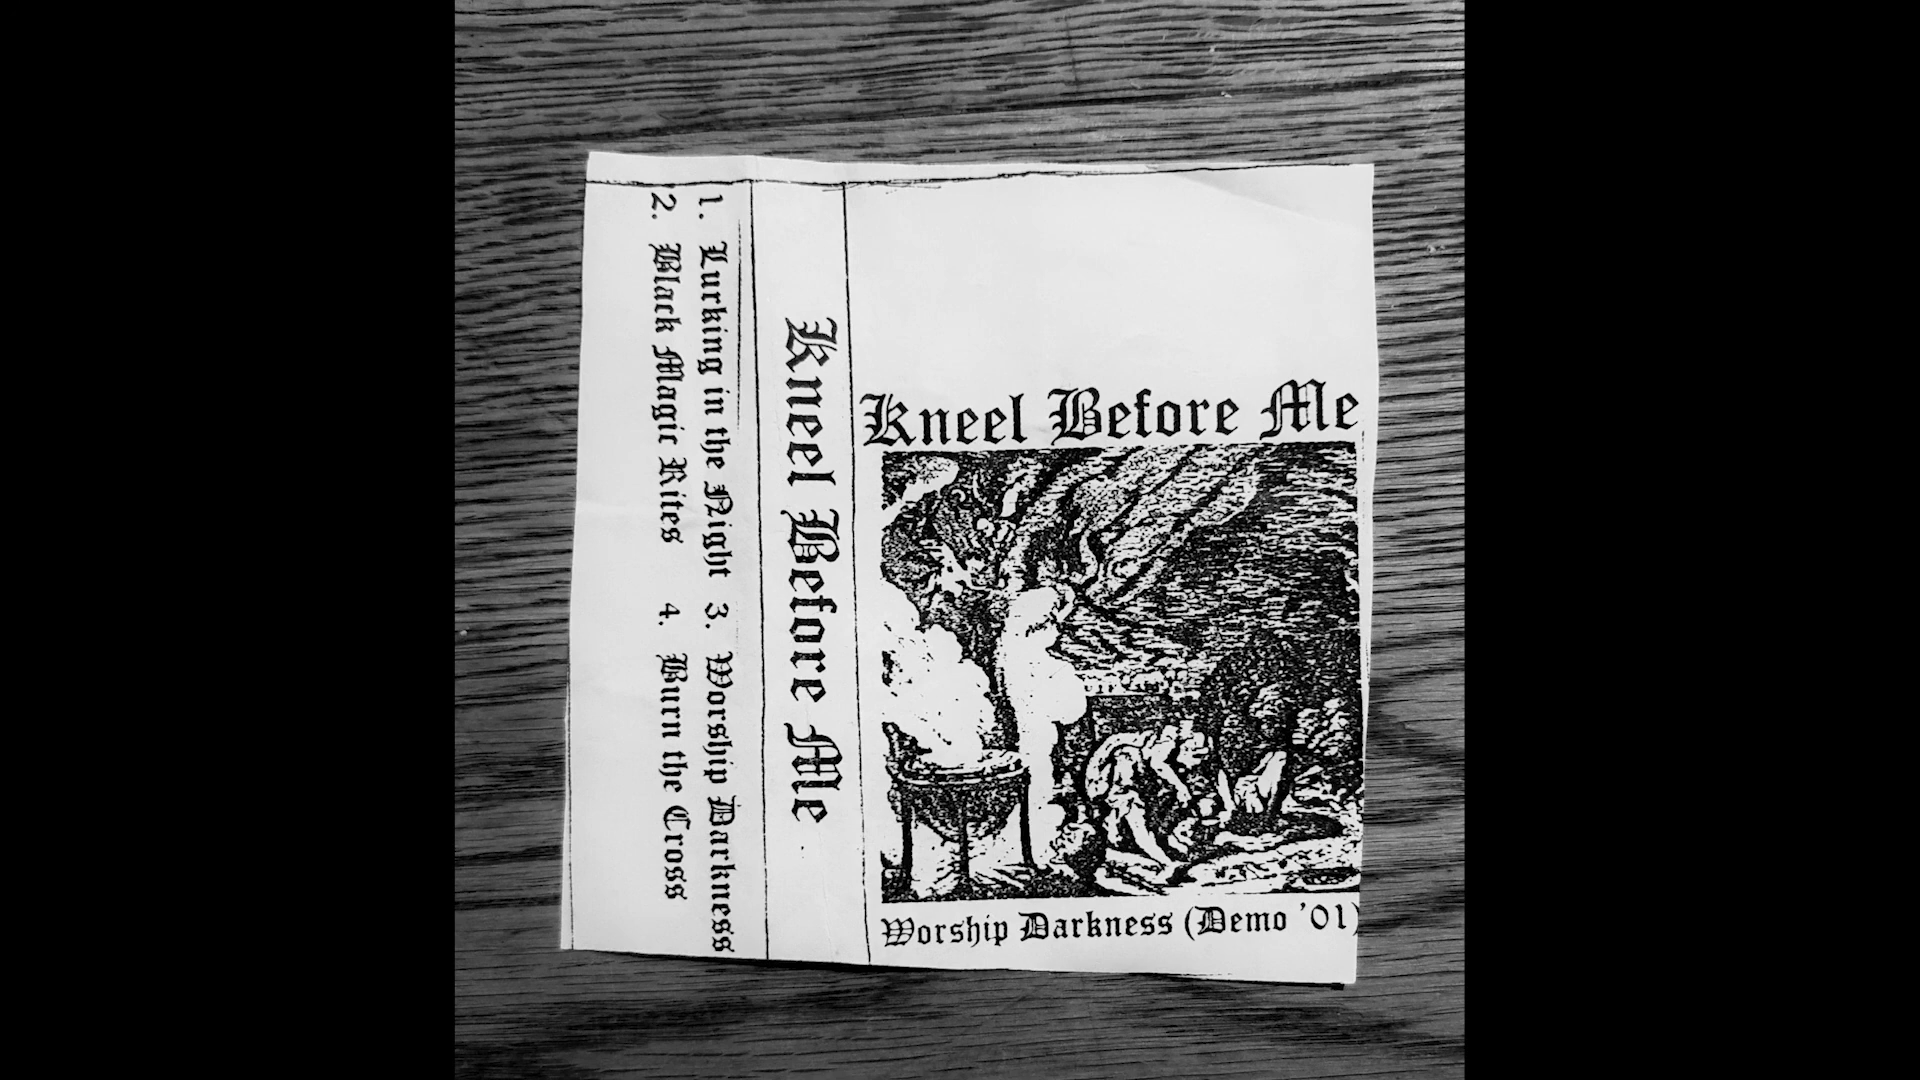 Kneel Before Me
Worship Darkness (Demo '01)
Kneel Before Me
1. Lurking in the Night 3. Worship Darkness
2. Black Magic Rites 4. Burn the Cross